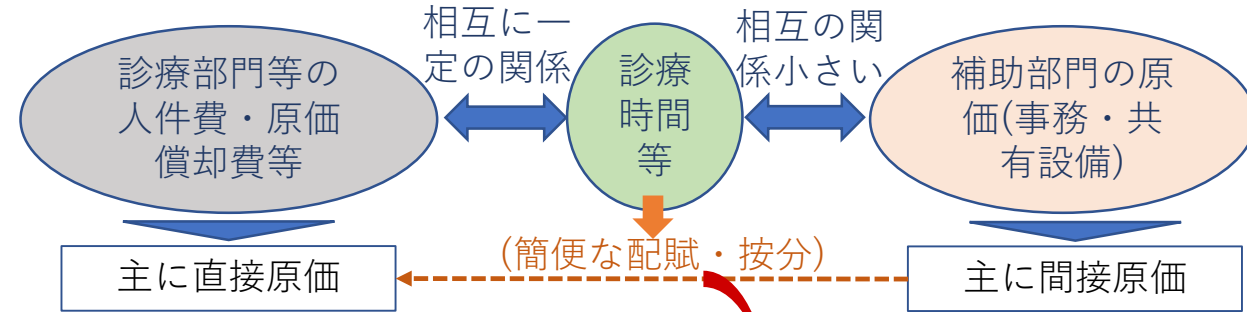 診療部門等の
人件費・原価
償却費等
相互に一
定の関係
診療
時間
等
相互の関
係小さい
補助部門の原
価(事務・共
有設備)
主に直接原価
(簡便な配賦・按分)
主に間接原価